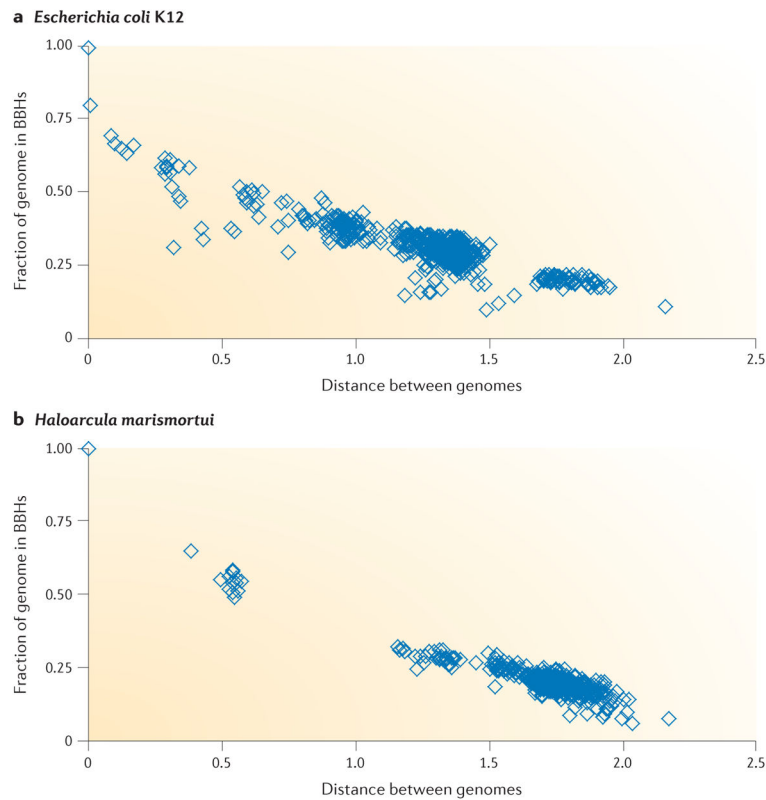 a Escherichia coli K12
1.00
0.75
0.50
0.25
0
Fraction of genome in BBHs
0 0.5 1.0 1.5 2.0 2.5
Distance between genomes
b Haloarcula marismortui
1.00
0.75
0.50
0.25
0
Fraction of genome in BBHs
0 0.5 1.0 1.5 2.0 2.5
Distance between genomes